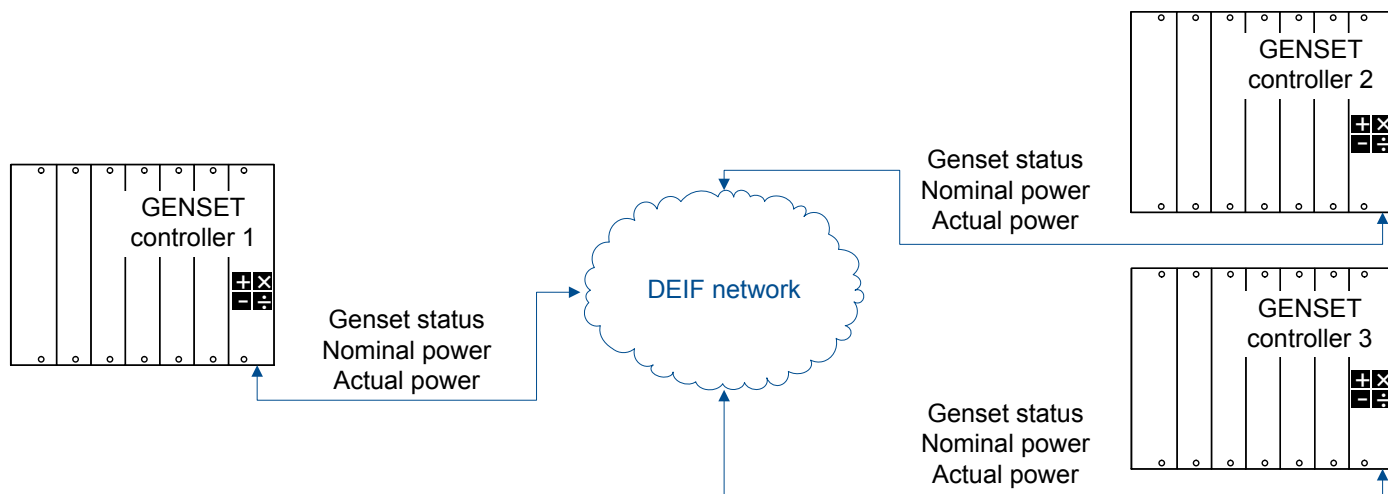 GENSET
controller 1
Genset status
Nominal power
Actual power
DEIF network
Genset status
Nominal power
Actual power
GENSET
controller 2
Genset status
Nominal power
Actual power
GENSET
controller 3